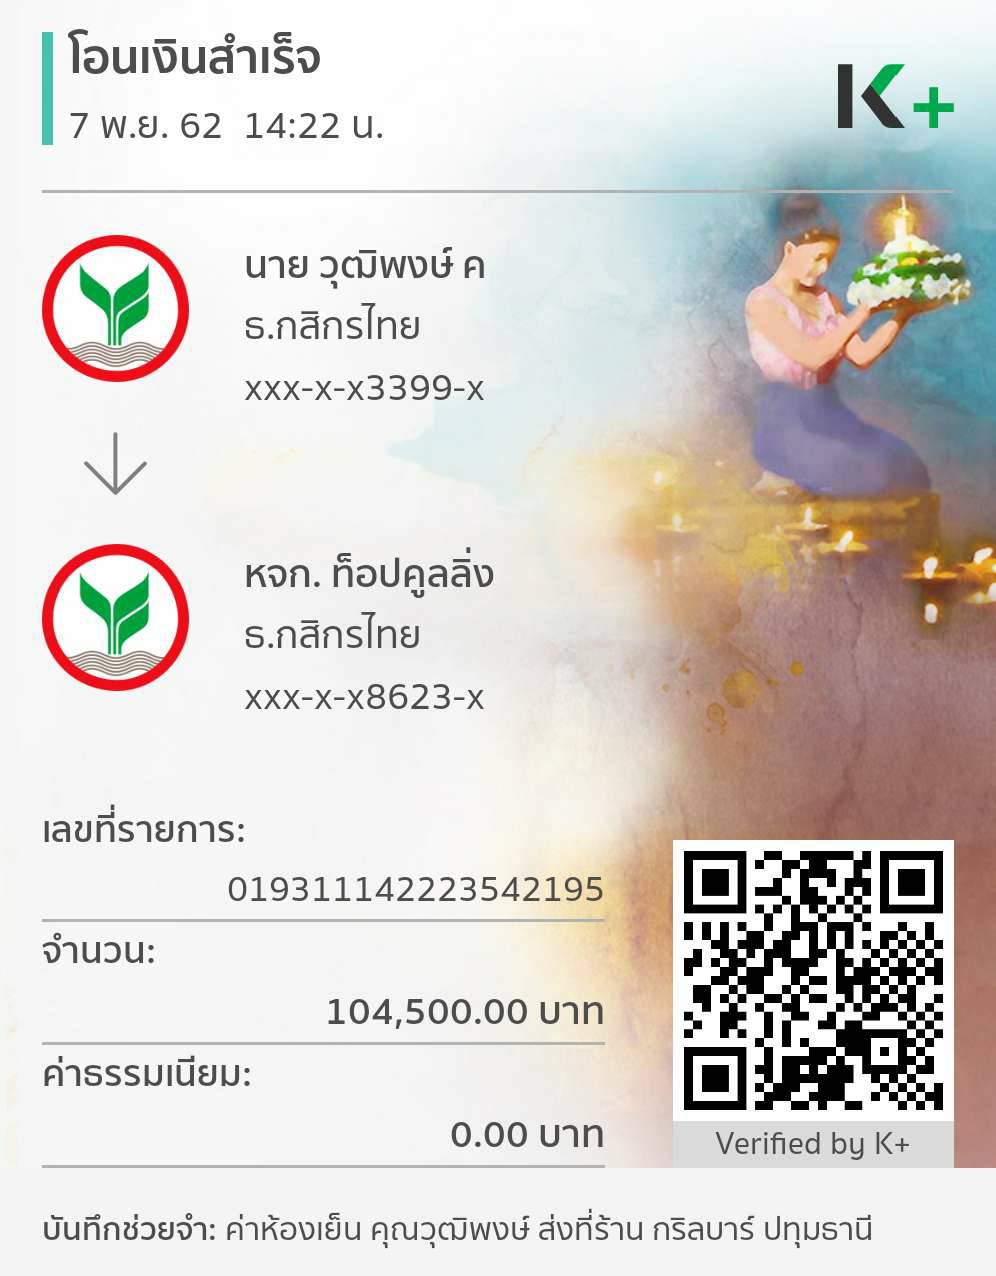 โอนเงินสำเร็จ
7 พ.ย. 62 14:22 น.
K+
นาย วุฒิพงษ์ ค
ธ.กสิกรไทย
xxx-x-x3399-x
หจก. ท็อปคูลลิ่ง
ธ.กสิกรไทย
xxx-x-x8623-x
เลขที่รายการ:
019311142223542195
จำนวน:
104,500.00 บาท
ค่าธรรมเนียม:
0.00 บาท
Verified by K+
บันทึกช่วยจำ: ค่าห้องเย็น คุณวุฒิพงษ์ ส่งที่ร้าน กริลบาร์ ปทุมธานี